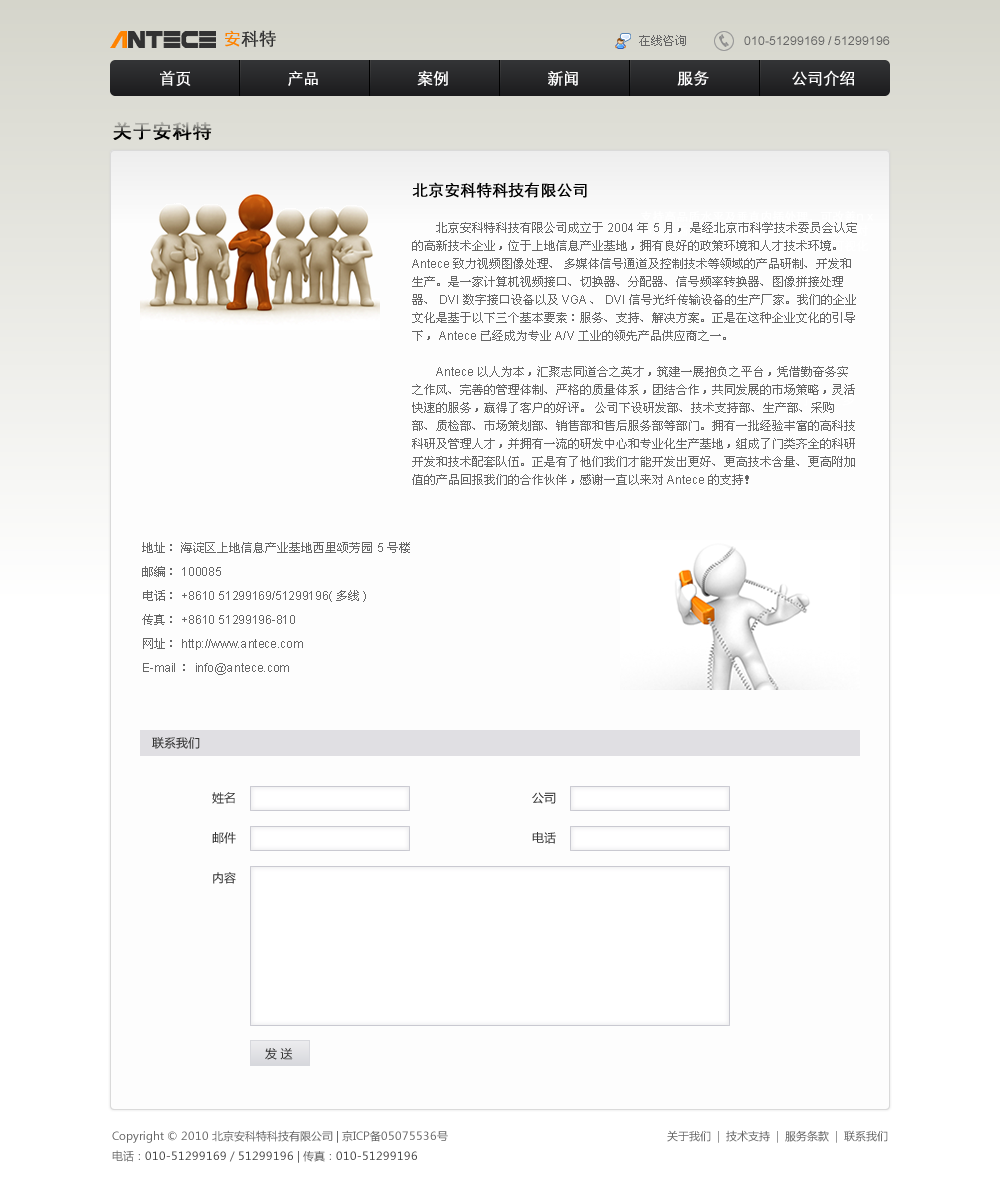 ANTECE 安科特
在线咨询 010-51299169 / 51299196
首页 产品 案例 新闻 服务 公司介绍
关于安科特
北京安科特科技有限公司
北京安科特科技有限公司成立于 2004 年 5 月， 是经北京市科学技术委员会认定
的高新技术企业，位于上地信息产业基地，拥有良好的政策环境和人才技术环境。
Antece 致力视频图像处理、 多媒体信号通道及控制技术等领域的产品研制、开发和
生产。是一家计算机视频接口、切换器、分配器、信号频率转换器、图像拼接处理
器、 DVI 数字接口设备以及 VGA 、 DVI 信号光纤传输设备的生产厂家。我们的企业
文化是基于以下三个基本要素：服务、支持、解决方案。正是在这种企业文化的引导
下， Antece 已经成为专业 A/V 工业的领先产品供应商之一。
Antece 以人为本，汇聚志同道合之英才，筑建一展抱负之平台，凭借勤奋务实
之作风、完善的管理体制、严格的质量体系，团结合作，共同发展的市场策略，灵活
快速的服务，赢得了客户的好评。 公司下设研发部、技术支持部、生产部、采购
部、质检部、市场策划部、销售部和售后服务部等部门。拥有一批经验丰富的高科技
科研及管理人才，并拥有一流的研发中心和专业化生产基地，组成了门类齐全的科研
开发和技术配套队伍。正是有了他们我们才能开发出更好、更高技术含量、更高附加
值的产品回报我们的合作伙伴，感谢一直以来对 Antece 的支持！
地址： 海淀区上地信息产业基地西里颂芳园 5 号楼
邮编： 100085
电话： +8610 51299169/51299196( 多线 )
传真： +8610 51299196-810
网址： http://www.antece.com
E-mail ： info@antece.com
联系我们
姓名 公司
邮件 电话
内容
发 送
Copyright © 2010 北京安科特科技有限公司 | 京ICP备05075536号 关于我们 | 技术支持 | 服务条款 | 联系我们
电话：010-51299169 / 51299196 | 传真：010-51299196